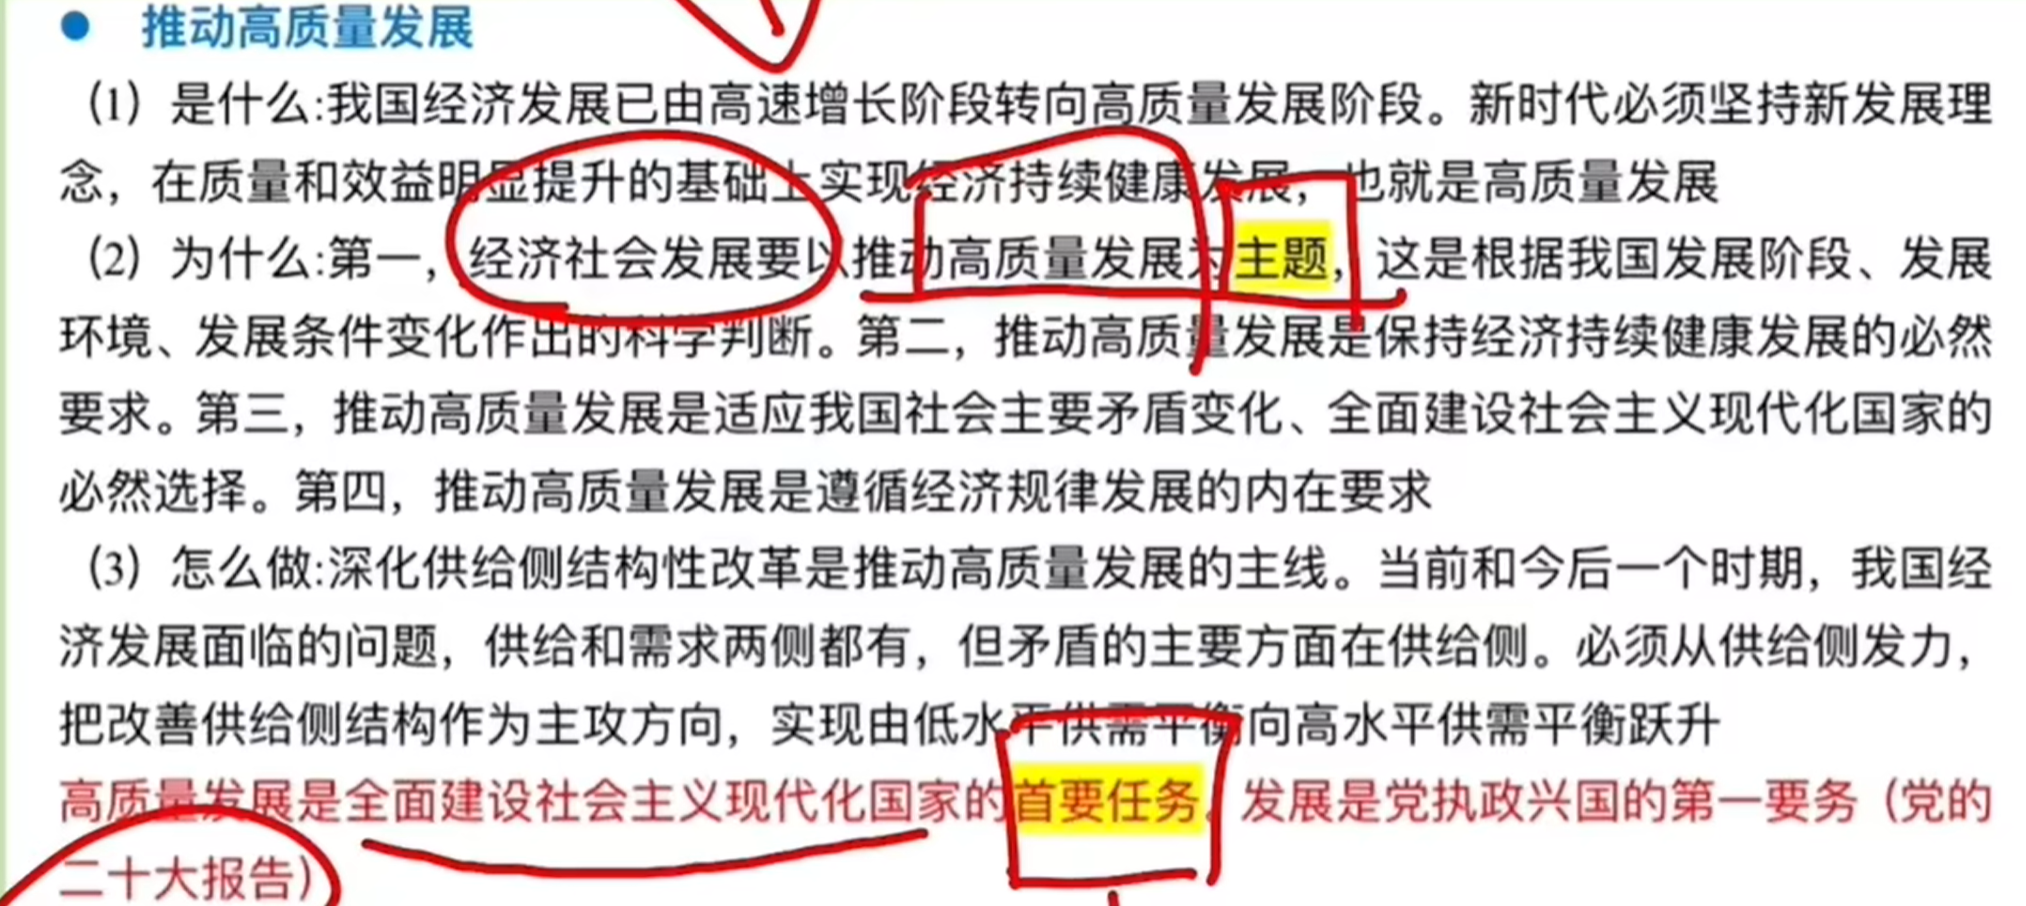 推动高质量发展
（1）是什么:我国经济发展已由高速增长阶段转向高质量发展阶段。新时代必须坚持新发展理
念，在质量和效益明显提升的基础上实现经济持续健康发展，也就是高质量发展
（2）为什么:第一，经济社会发展要以推动高质量发展为主题，这是根据我国发展阶段、发展
环境、发展条件变化作出的科学判断。第二，推动高质量发展是保持经济持续健康发展的必然
要求。第三，推动高质量发展是适应我国社会主要矛盾变化、全面建设社会主义现代化国家的
必然选择。第四，推动高质量发展是遵循经济规律发展的内在要求
（3）怎么做:深化供给侧结构性改革是推动高质量发展的主线。当前和今后一个时期，我国经
济发展面临的问题，供给和需求两侧都有，但矛盾的主要方面在供给侧。必须从供给侧发力，
把改善供给侧结构作为主攻方向，实现由低水平供需平衡向高水平供需平衡跃升
高质量发展是全面建设社会主义现代化国家的首要任务。发展是党执政兴国的第一要务（党的
二十大报告）